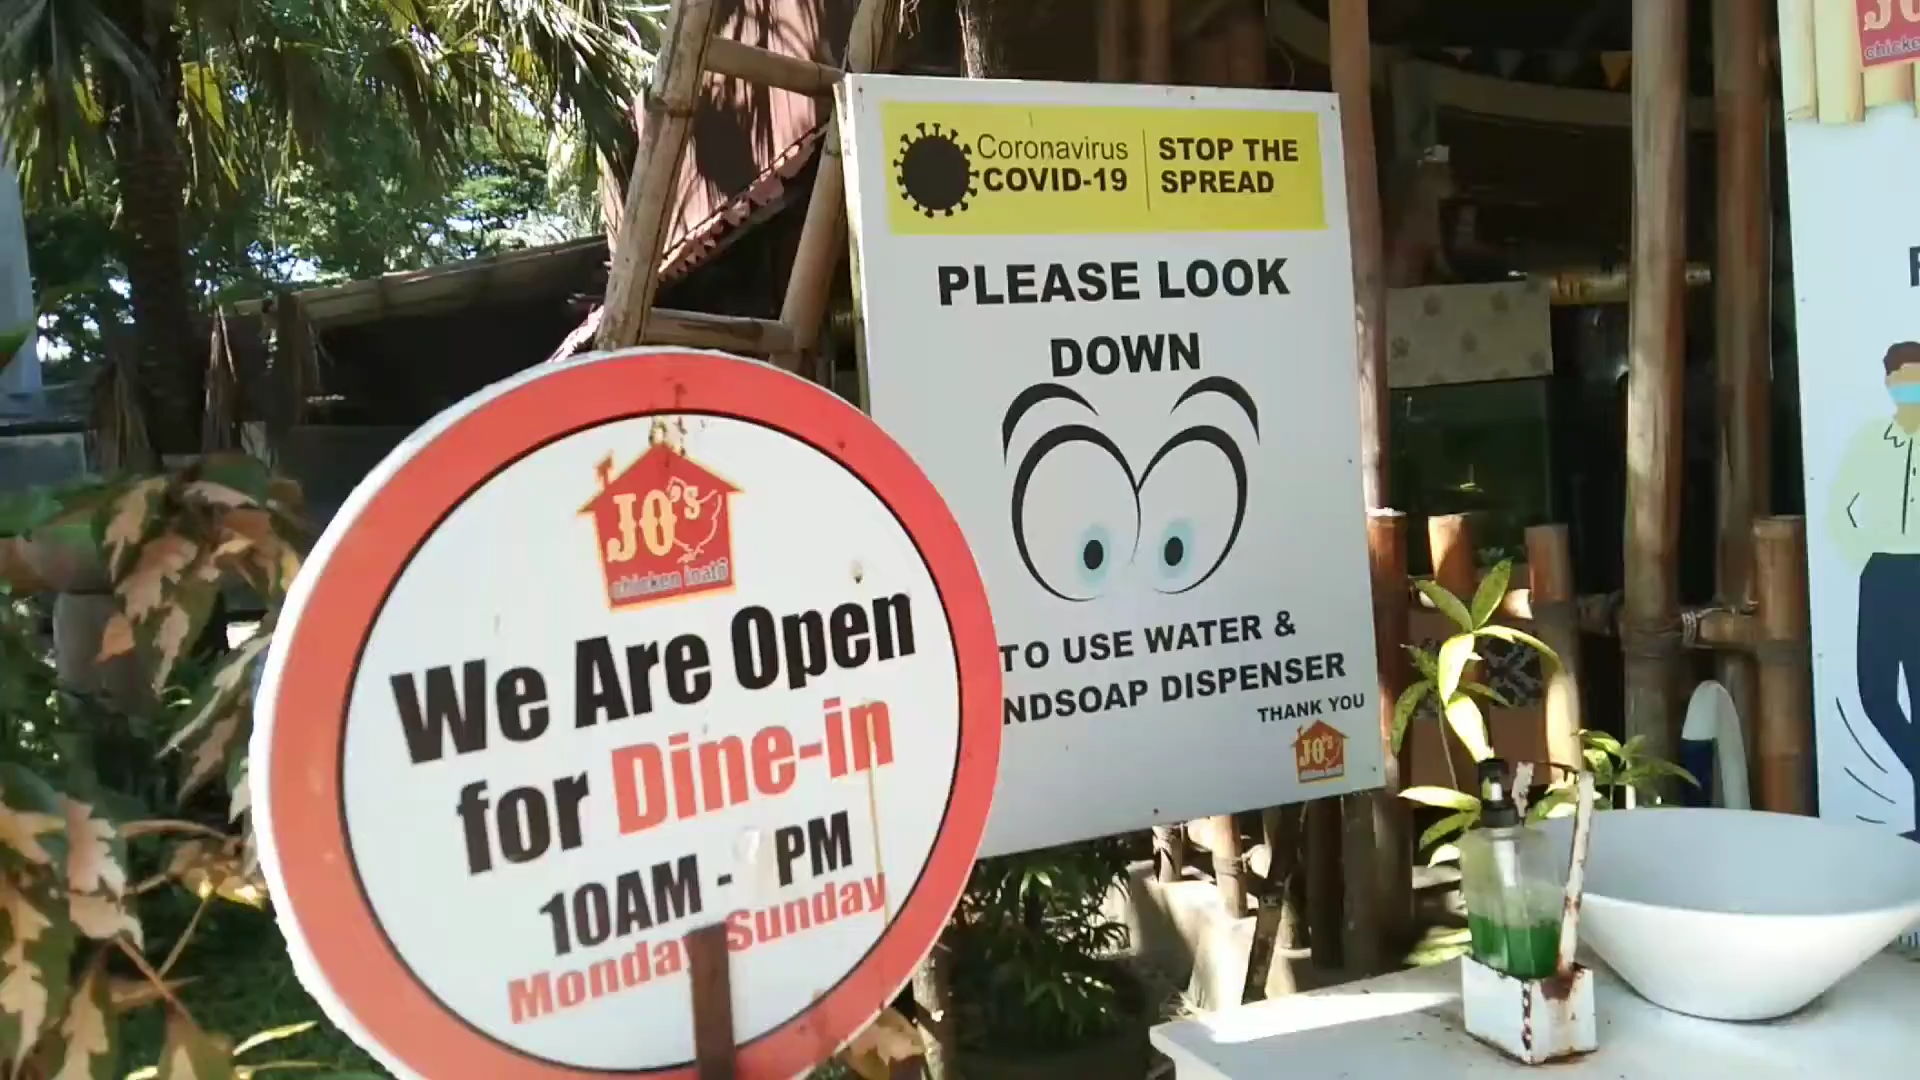 Coronavirus
COVID-19
STOP THE
SPREAD
PLEASE LOOK
DOWN
TO USE WATER &
NDSOAP DISPENSER
THANK YOU
JO's
JO's
chicken inatô
We Are Open
for Dine-in
10AM - PM
Monday Sunday